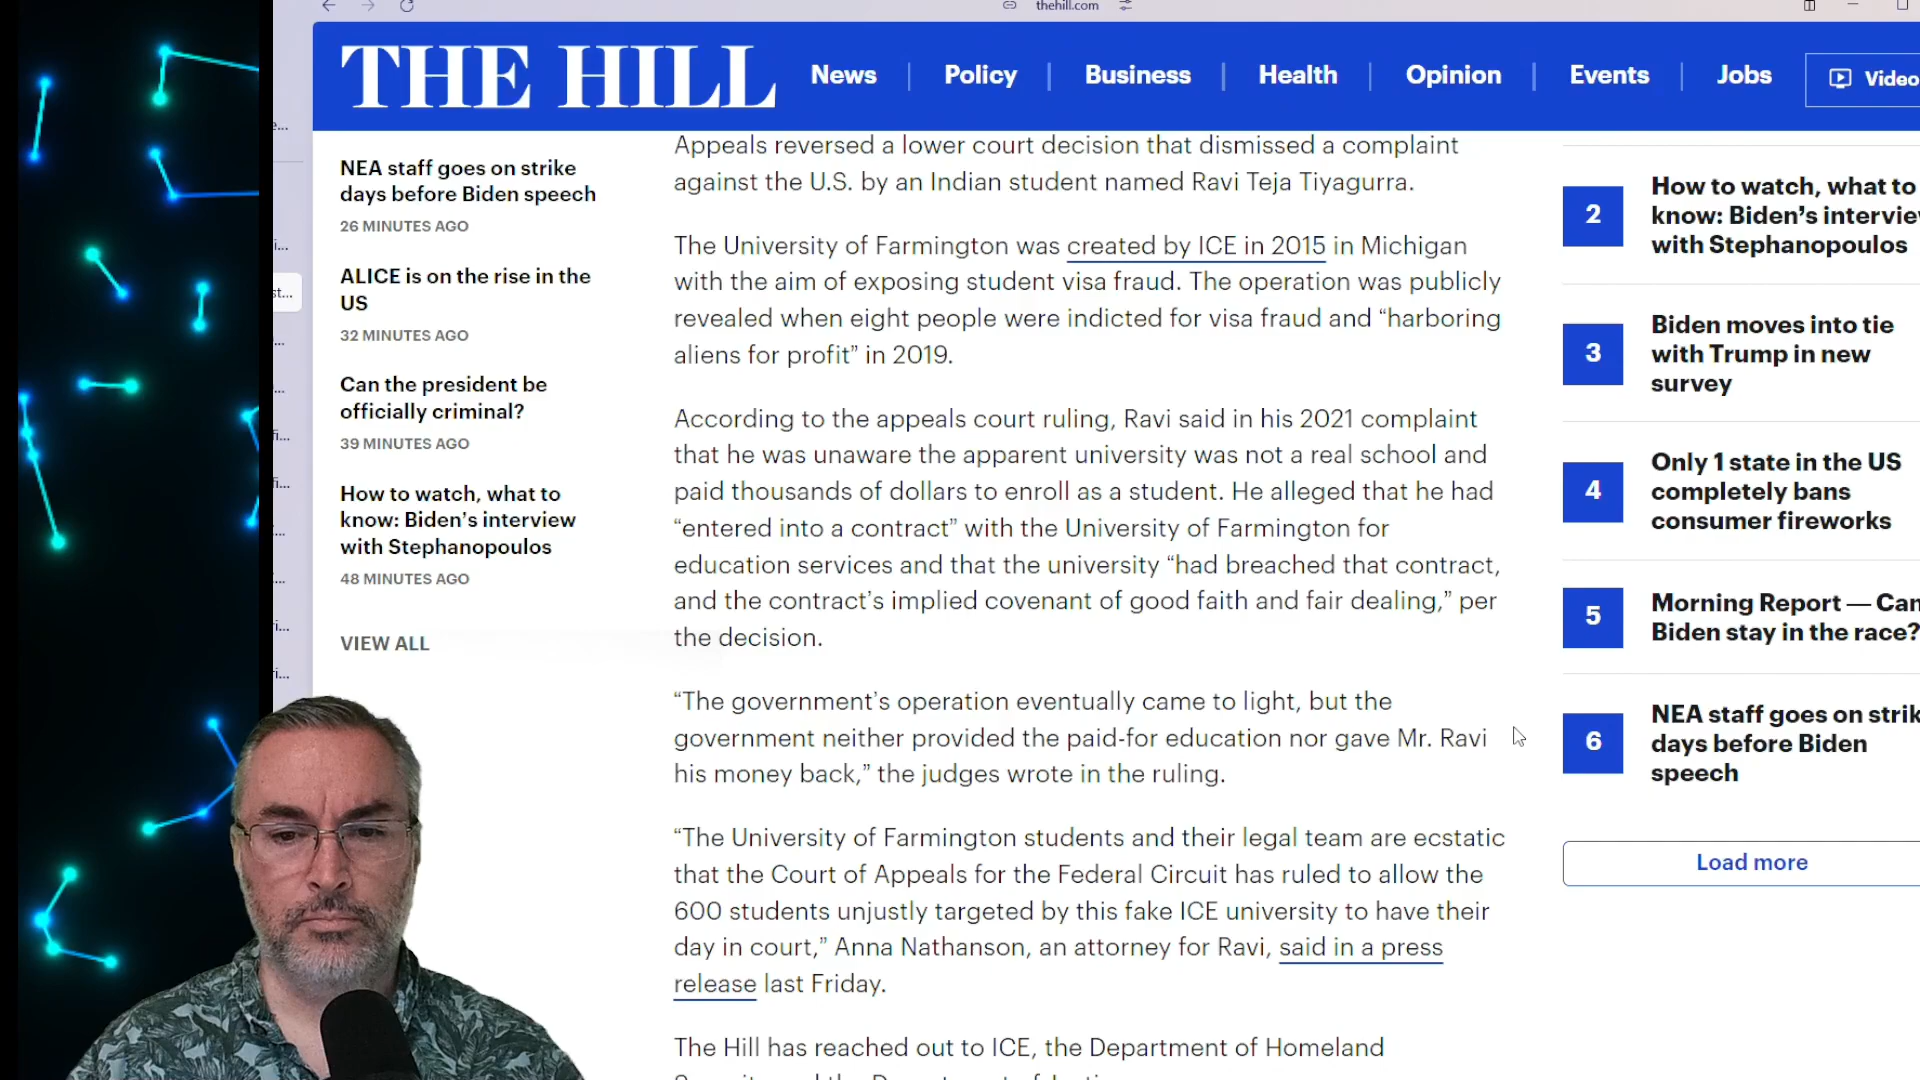 thehill.com
THE HILL
News
Policy
Business
Health
Opinion
Events
Jobs
Video
NEA staff goes on strike
days before Biden speech
26 MINUTES AGO
ALICE is on the rise in the
US
32 MINUTES AGO
Can the president be
officially criminal?
39 MINUTES AGO
How to watch, what to
know: Biden’s interview
with Stephanopoulos
48 MINUTES AGO
VIEW ALL
Appeals reversed a lower court decision that dismissed a complaint
against the U.S. by an Indian student named Ravi Teja Tiyagurra.
The University of Farmington was created by ICE in 2015 in Michigan
with the aim of exposing student visa fraud. The operation was publicly
revealed when eight people were indicted for visa fraud and “harboring
aliens for profit” in 2019.
According to the appeals court ruling, Ravi said in his 2021 complaint
that he was unaware the apparent university was not a real school and
paid thousands of dollars to enroll as a student. He alleged that he had
“entered into a contract” with the University of Farmington for
education services and that the university “had breached that contract,
and the contract’s implied covenant of good faith and fair dealing,” per
the decision.
“The government’s operation eventually came to light, but the
government neither provided the paid-for education nor gave Mr. Ravi
his money back,” the judges wrote in the ruling.
“The University of Farmington students and their legal team are ecstatic
that the Court of Appeals for the Federal Circuit has ruled to allow the
600 students unjustly targeted by this fake ICE university to have their
day in court,” Anna Nathanson, an attorney for Ravi, said in a press
release last Friday.
The Hill has reached out to ICE, the Department of Homeland
2
How to watch, what to
know: Biden’s intervie
with Stephanopoulos
3
Biden moves into tie
with Trump in new
survey
4
Only 1 state in the US
completely bans
consumer fireworks
5
Morning Report — Can
Biden stay in the race?
6
NEA staff goes on strik
days before Biden
speech
Load more